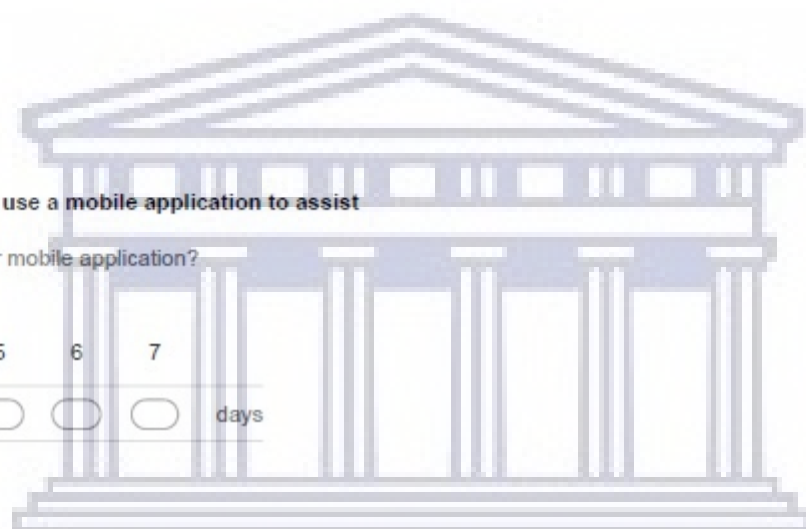 use a mobile application to assist
mobile application?
6 7
days